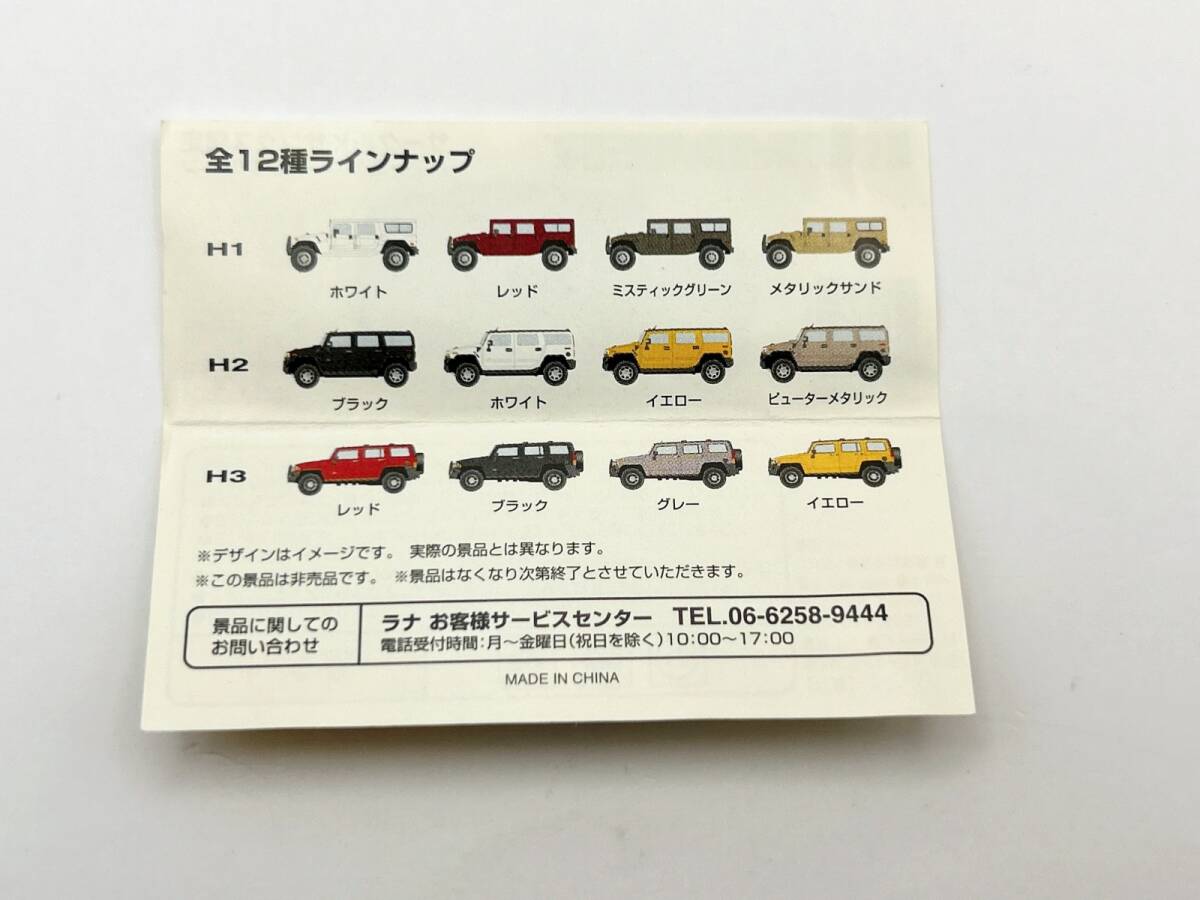 全12種ラインナップ
H1
ホワイト レッド ミスティックグリーン メタリックサンド
H2
ブラック ホワイト イエロー ピューターメタリック
H3
レッド ブラック グレー イエロー
※デザインはイメージです。 実際の景品とは異なります。
※この景品は非売品です。 ※景品はなくなり次第終了とさせていただきます。
景品に関しての
お問い合わせ
ラナ お客様サービスセンター TEL.06-6258-9444
電話受付時間:月～金曜日(祝日を除く)10:00～17:00
MADE IN CHINA